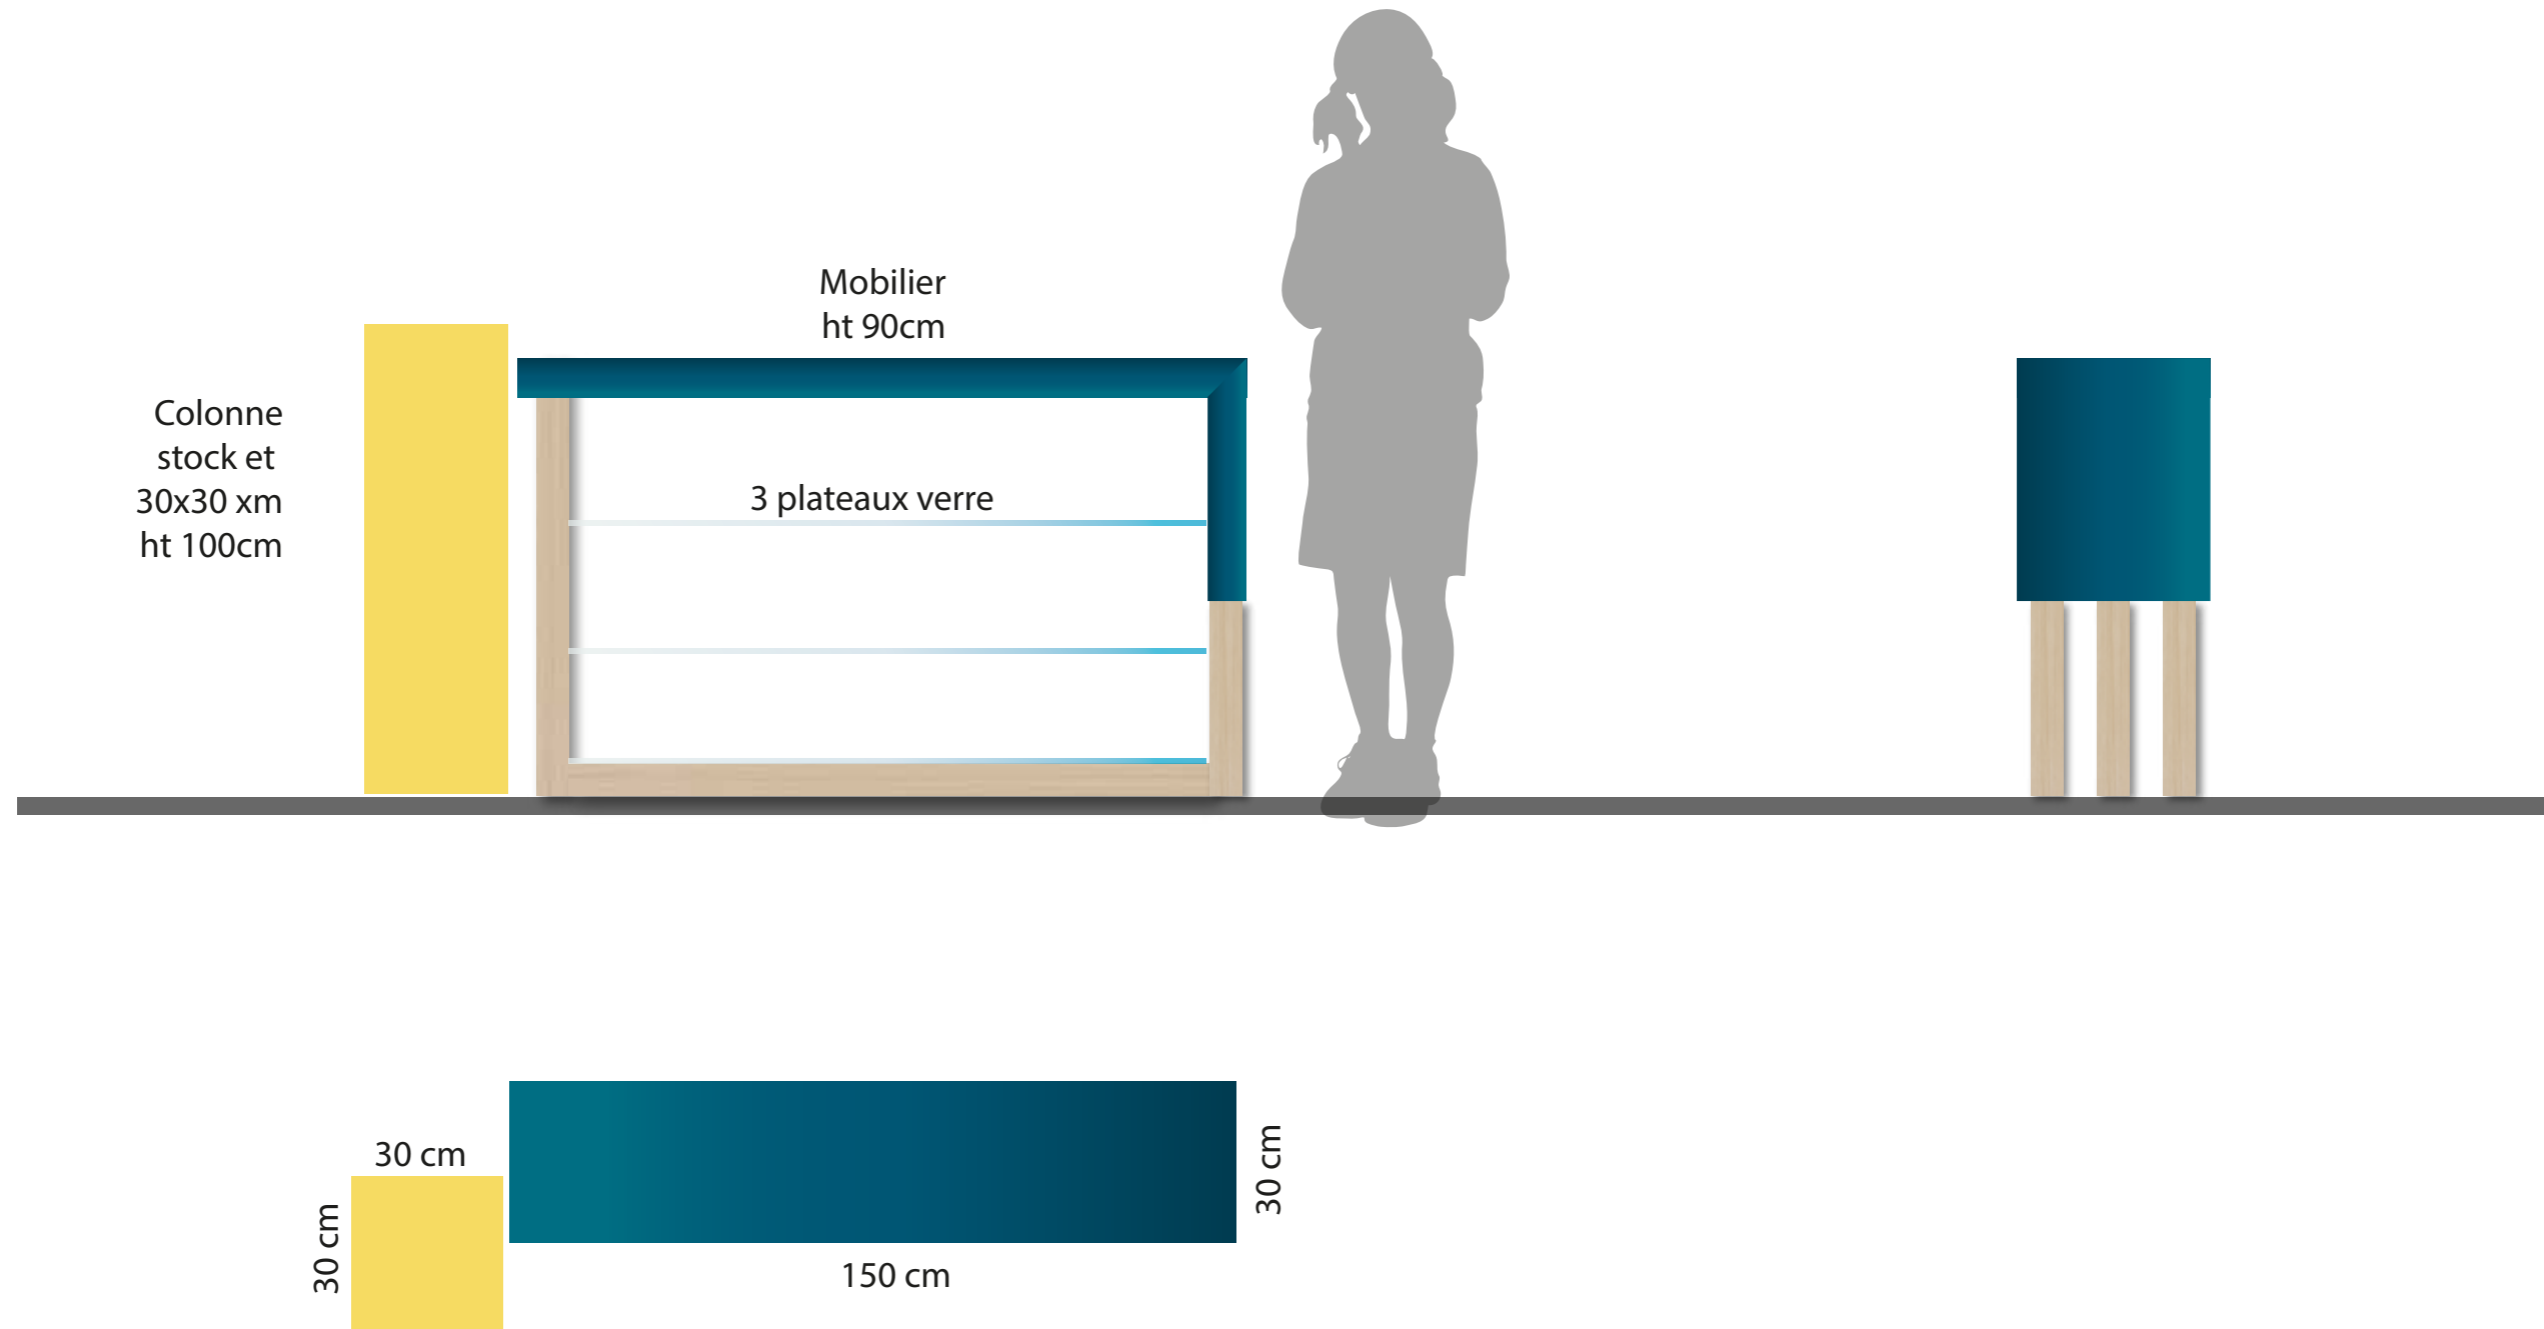 Mobilier
ht 90cm
Colonne
stock et
30x30 xm
ht 100cm
3 plateaux verre
30 cm
30 cm
30 cm
150 cm